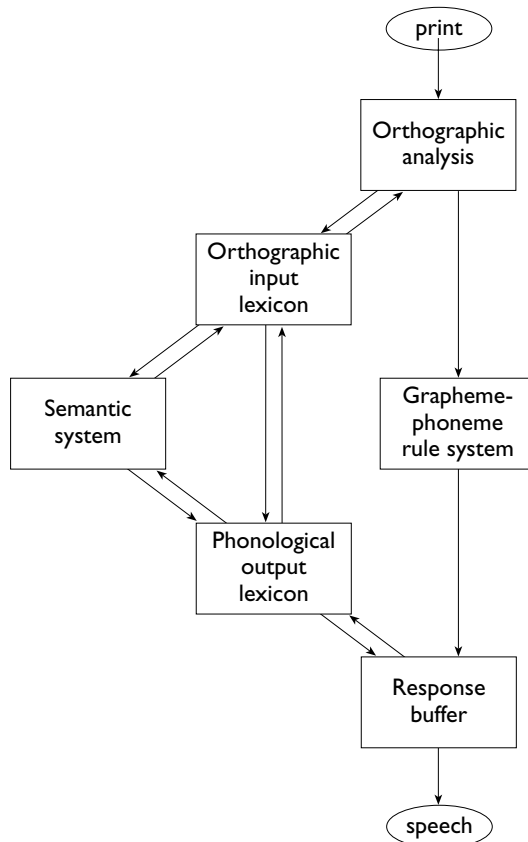 print
Orthographic
analysis
Orthographic
input
lexicon
Semantic
system
Grapheme-
phoneme
rule system
Phonological
output
lexicon
Response
buffer
speech